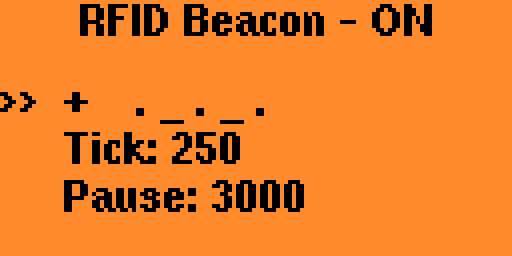 RFID Beacon - ON
>> + ._._.
Tick: 250
Pause: 3000